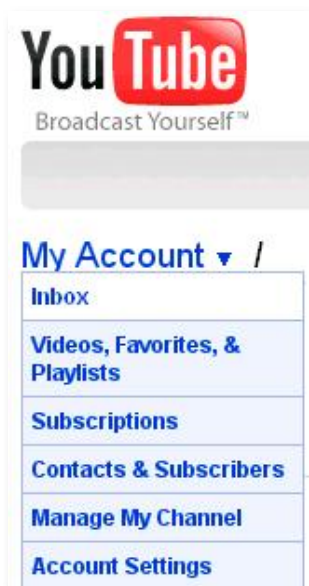 You Tube
Broadcast Yourself™
My Account ▼ /
Inbox
Videos, Favorites, &
Playlists
Subscriptions
Contacts & Subscribers
Manage My Channel
Account Settings